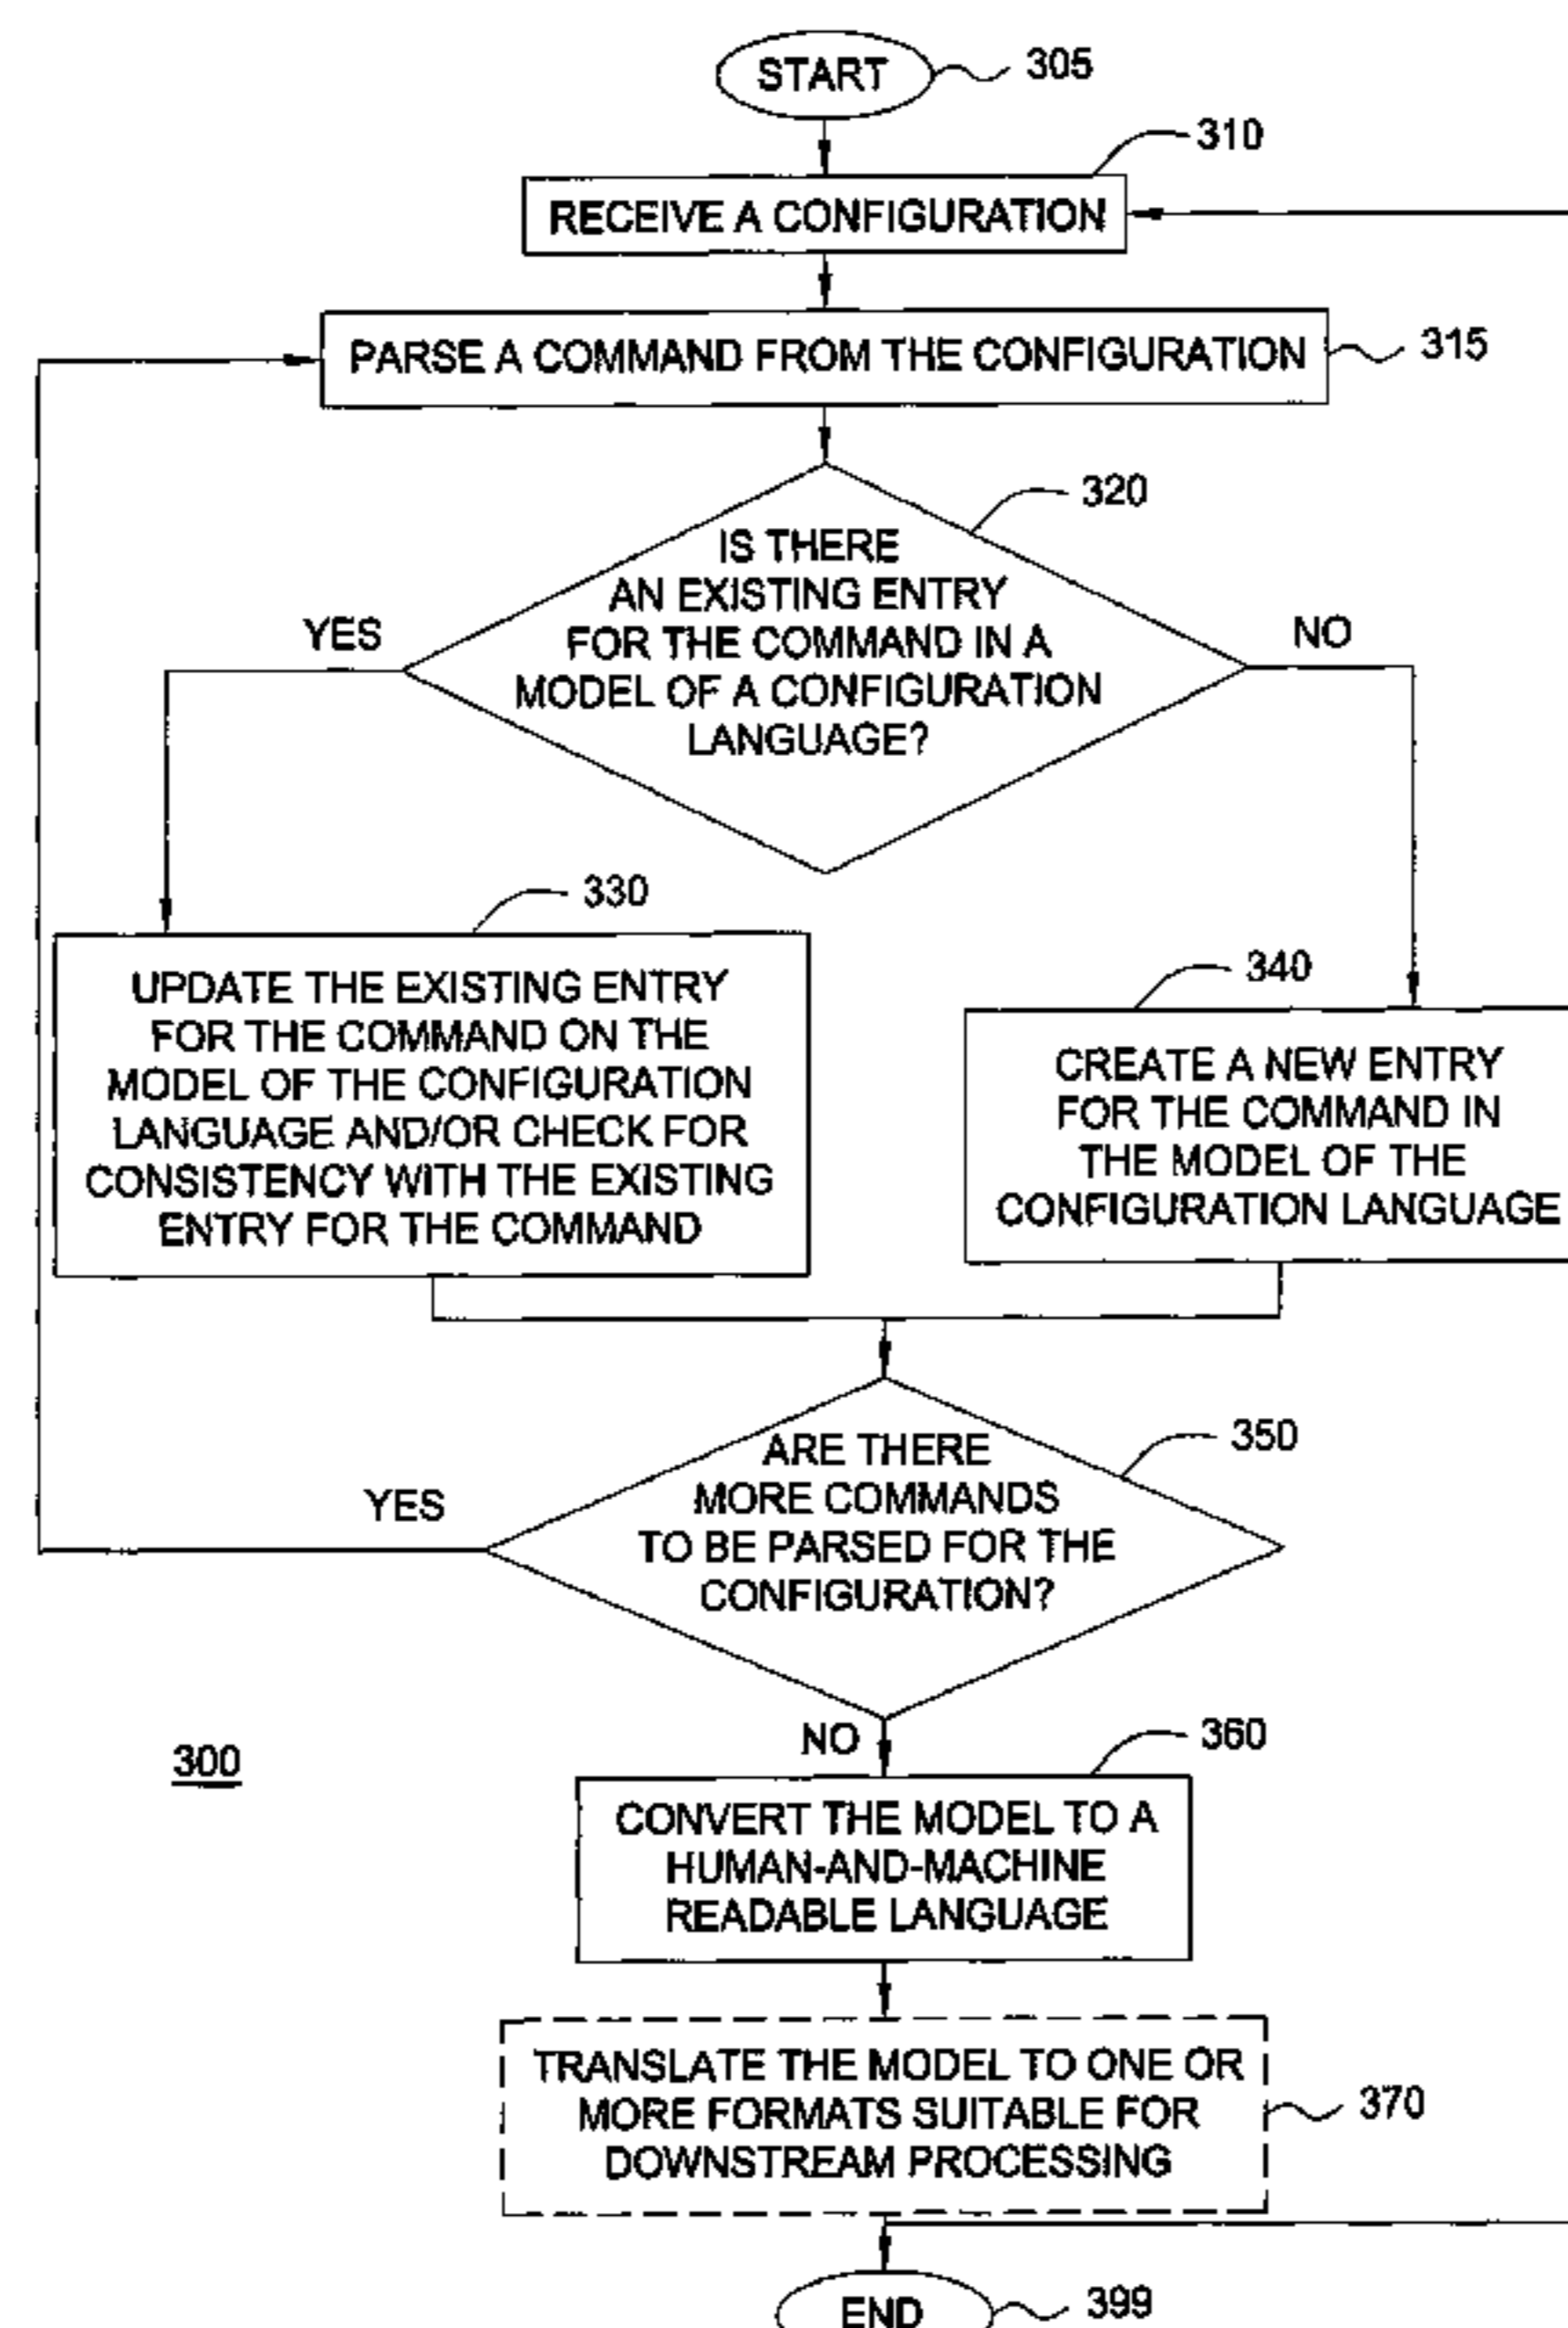 START
305
310
RECEIVE A CONFIGURATION
PARSE A COMMAND FROM THE CONFIGURATION
315
320
IS THERE
AN EXISTING ENTRY
FOR THE COMMAND IN A
MODEL OF A CONFIGURATION
LANGUAGE?
YES
NO
330
UPDATE THE EXISTING ENTRY
FOR THE COMMAND ON THE
MODEL OF THE CONFIGURATION
LANGUAGE AND/OR CHECK FOR
CONSISTENCY WITH THE EXISTING
ENTRY FOR THE COMMAND
340
CREATE A NEW ENTRY
FOR THE COMMAND IN
THE MODEL OF THE
CONFIGURATION LANGUAGE
350
ARE THERE
MORE COMMANDS
TO BE PARSED FOR THE
CONFIGURATION?
YES
NO
300
360
CONVERT THE MODEL TO A
HUMAN-AND-MACHINE
READABLE LANGUAGE
TRANSLATE THE MODEL TO ONE OR
MORE FORMATS SUITABLE FOR
DOWNSTREAM PROCESSING
370
END
399